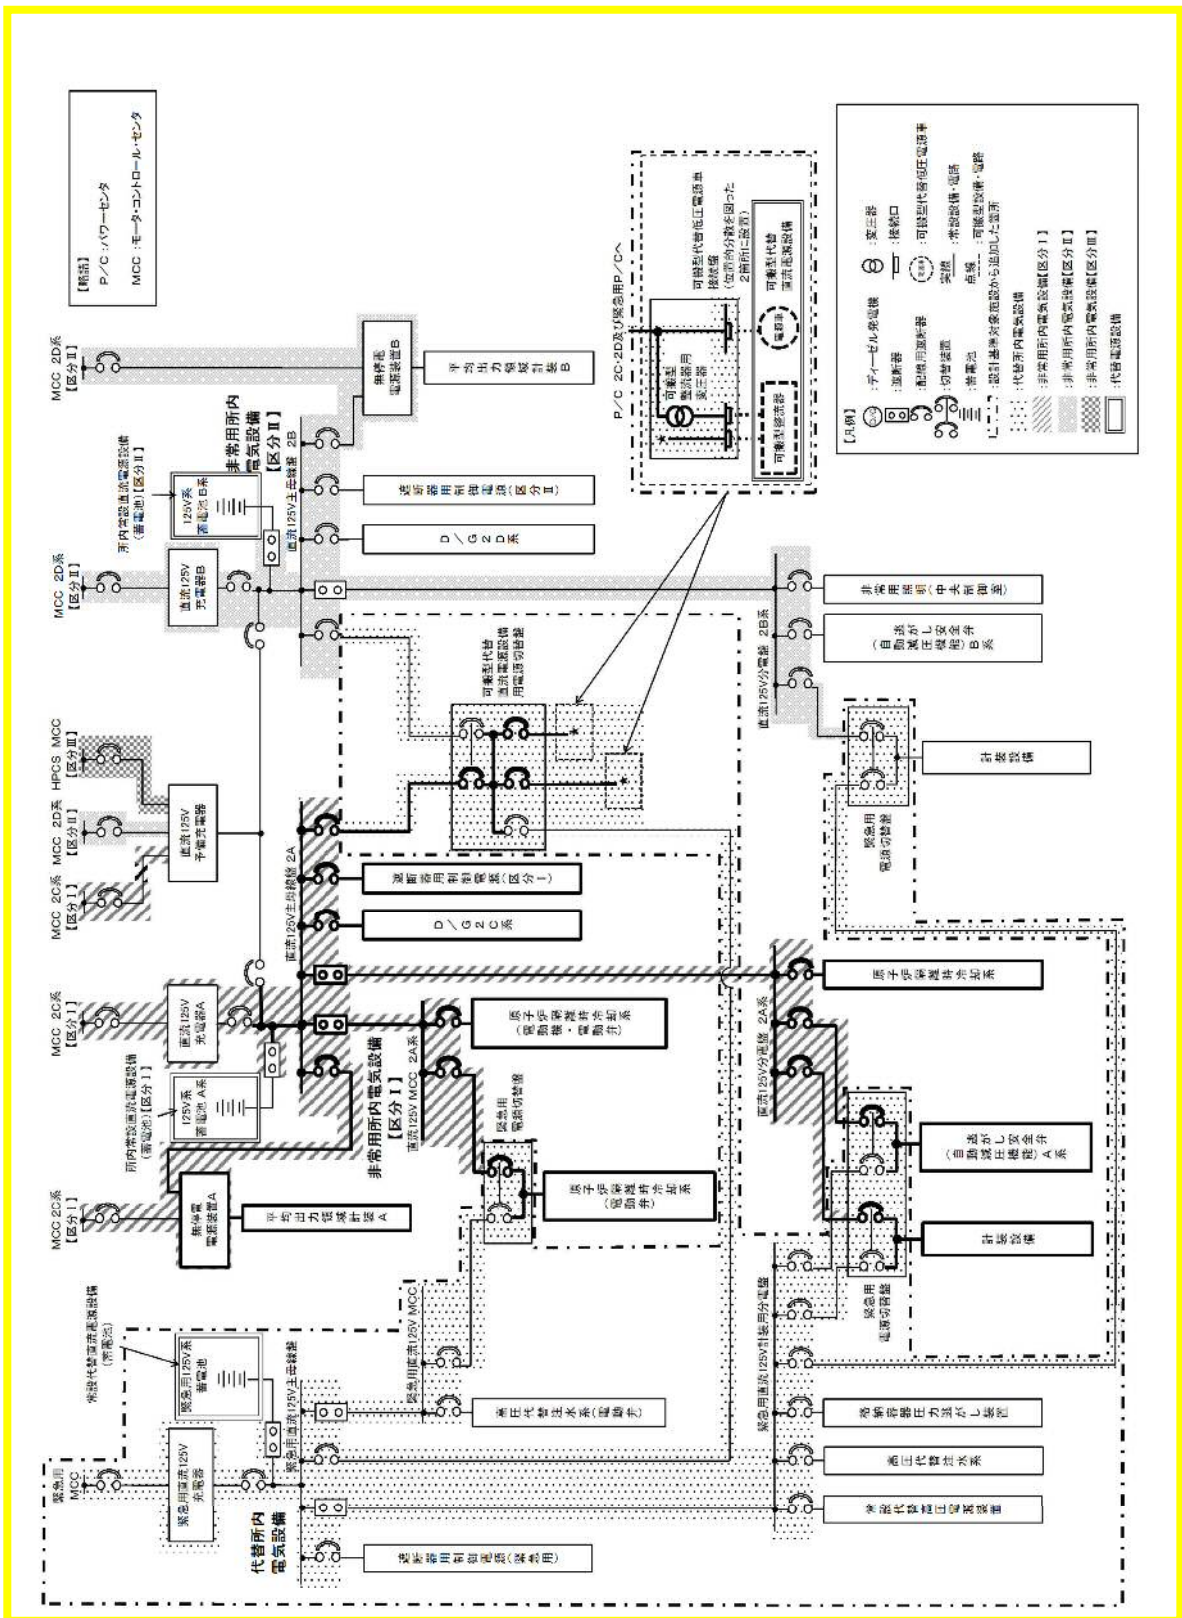 【略語】
P／C ：パワーセンタ
MCC ：モータ・コントロール・センタ
緊急用
MCC
MCC 2C系
【区分Ⅰ】
MCC 2C系
【区分Ⅰ】
MCC 2C系
【区分Ⅰ】
MCC 2D系
【区分Ⅱ】
HPCS MCC
【区分Ⅲ】
MCC 2D系
【区分Ⅱ】
MCC 2D系
【区分Ⅱ】
常設代替直流電源設備
（蓄電池）
所内常設直流電源設備
（蓄電池）【区分Ⅰ】
所内常設直流電源設備
（蓄電池）【区分Ⅱ】
緊急用直流125V
充電器
緊急用125V系
蓄電池
無停電
電源装置A
平均出力領域計装A
125V系
蓄電池A系
直流125V
充電器A
直流125V
予備充電器
直流125V
充電器B
125V系
蓄電池B系
無停電
電源装置B
平均出力領域計装B
代替所内
電気設備
非常用所内電気設備
【区分Ⅰ】
非常用所内
電気設備
【区分Ⅱ】
緊急用直流125V主母線盤
直流125V主母線盤 2A
直流125V主母線盤 2B
遮断器用制御電源（緊急用）
遮断器用制御電源（区分Ⅰ）
D／G2C系
遮断器用制御電源（区分Ⅱ）
D／G2D系
緊急用直流125V MCC
高圧代替注水系（電動弁）
直流125V MCC 2A系
原子炉隔離時冷却系
（電動機・電動弁）
緊急用
電源切替盤
原子炉隔離時冷却系
（電動弁）
可搬型代替
直流電源設備
用電源切替盤
P／C 2C・2D及び緊急用P／Cへ
可搬型
整流器用
変圧器
可搬型代替低圧電源車
接続盤
（位置的分散を図った
2箇所に設置）
可搬型整流器
電源車
可搬型代替
直流電源設備
緊急用直流125V計装用分電盤
常設代替高圧電源装置
高圧代替注水系
格納容器圧力逃がし装置
緊急用
電源切替盤
計装設備
逃がし安全弁
（自動減圧機能）A系
直流125V分電盤 2A系
原子炉隔離時冷却系
緊急用
電源切替盤
計装設備
直流125V分電盤 2B系
逃がし安全弁
（自動減圧機能）B系
非常用照明（中央制御室）
【凡例】
：ディーゼル発電機
：遮断器
：配線用遮断器
：切替装置
：蓄電池
：設計基準対象施設から追加した箇所
：代替所内電気設備
：非常用所内電気設備【区分Ⅰ】
：非常用所内電気設備【区分Ⅱ】
：非常用所内電気設備【区分Ⅲ】
：代替電源設備
：変圧器
：接続口
：可搬型代替低圧電源車
実線 ：常設設備・電路
点線 ：可搬型設備・電路